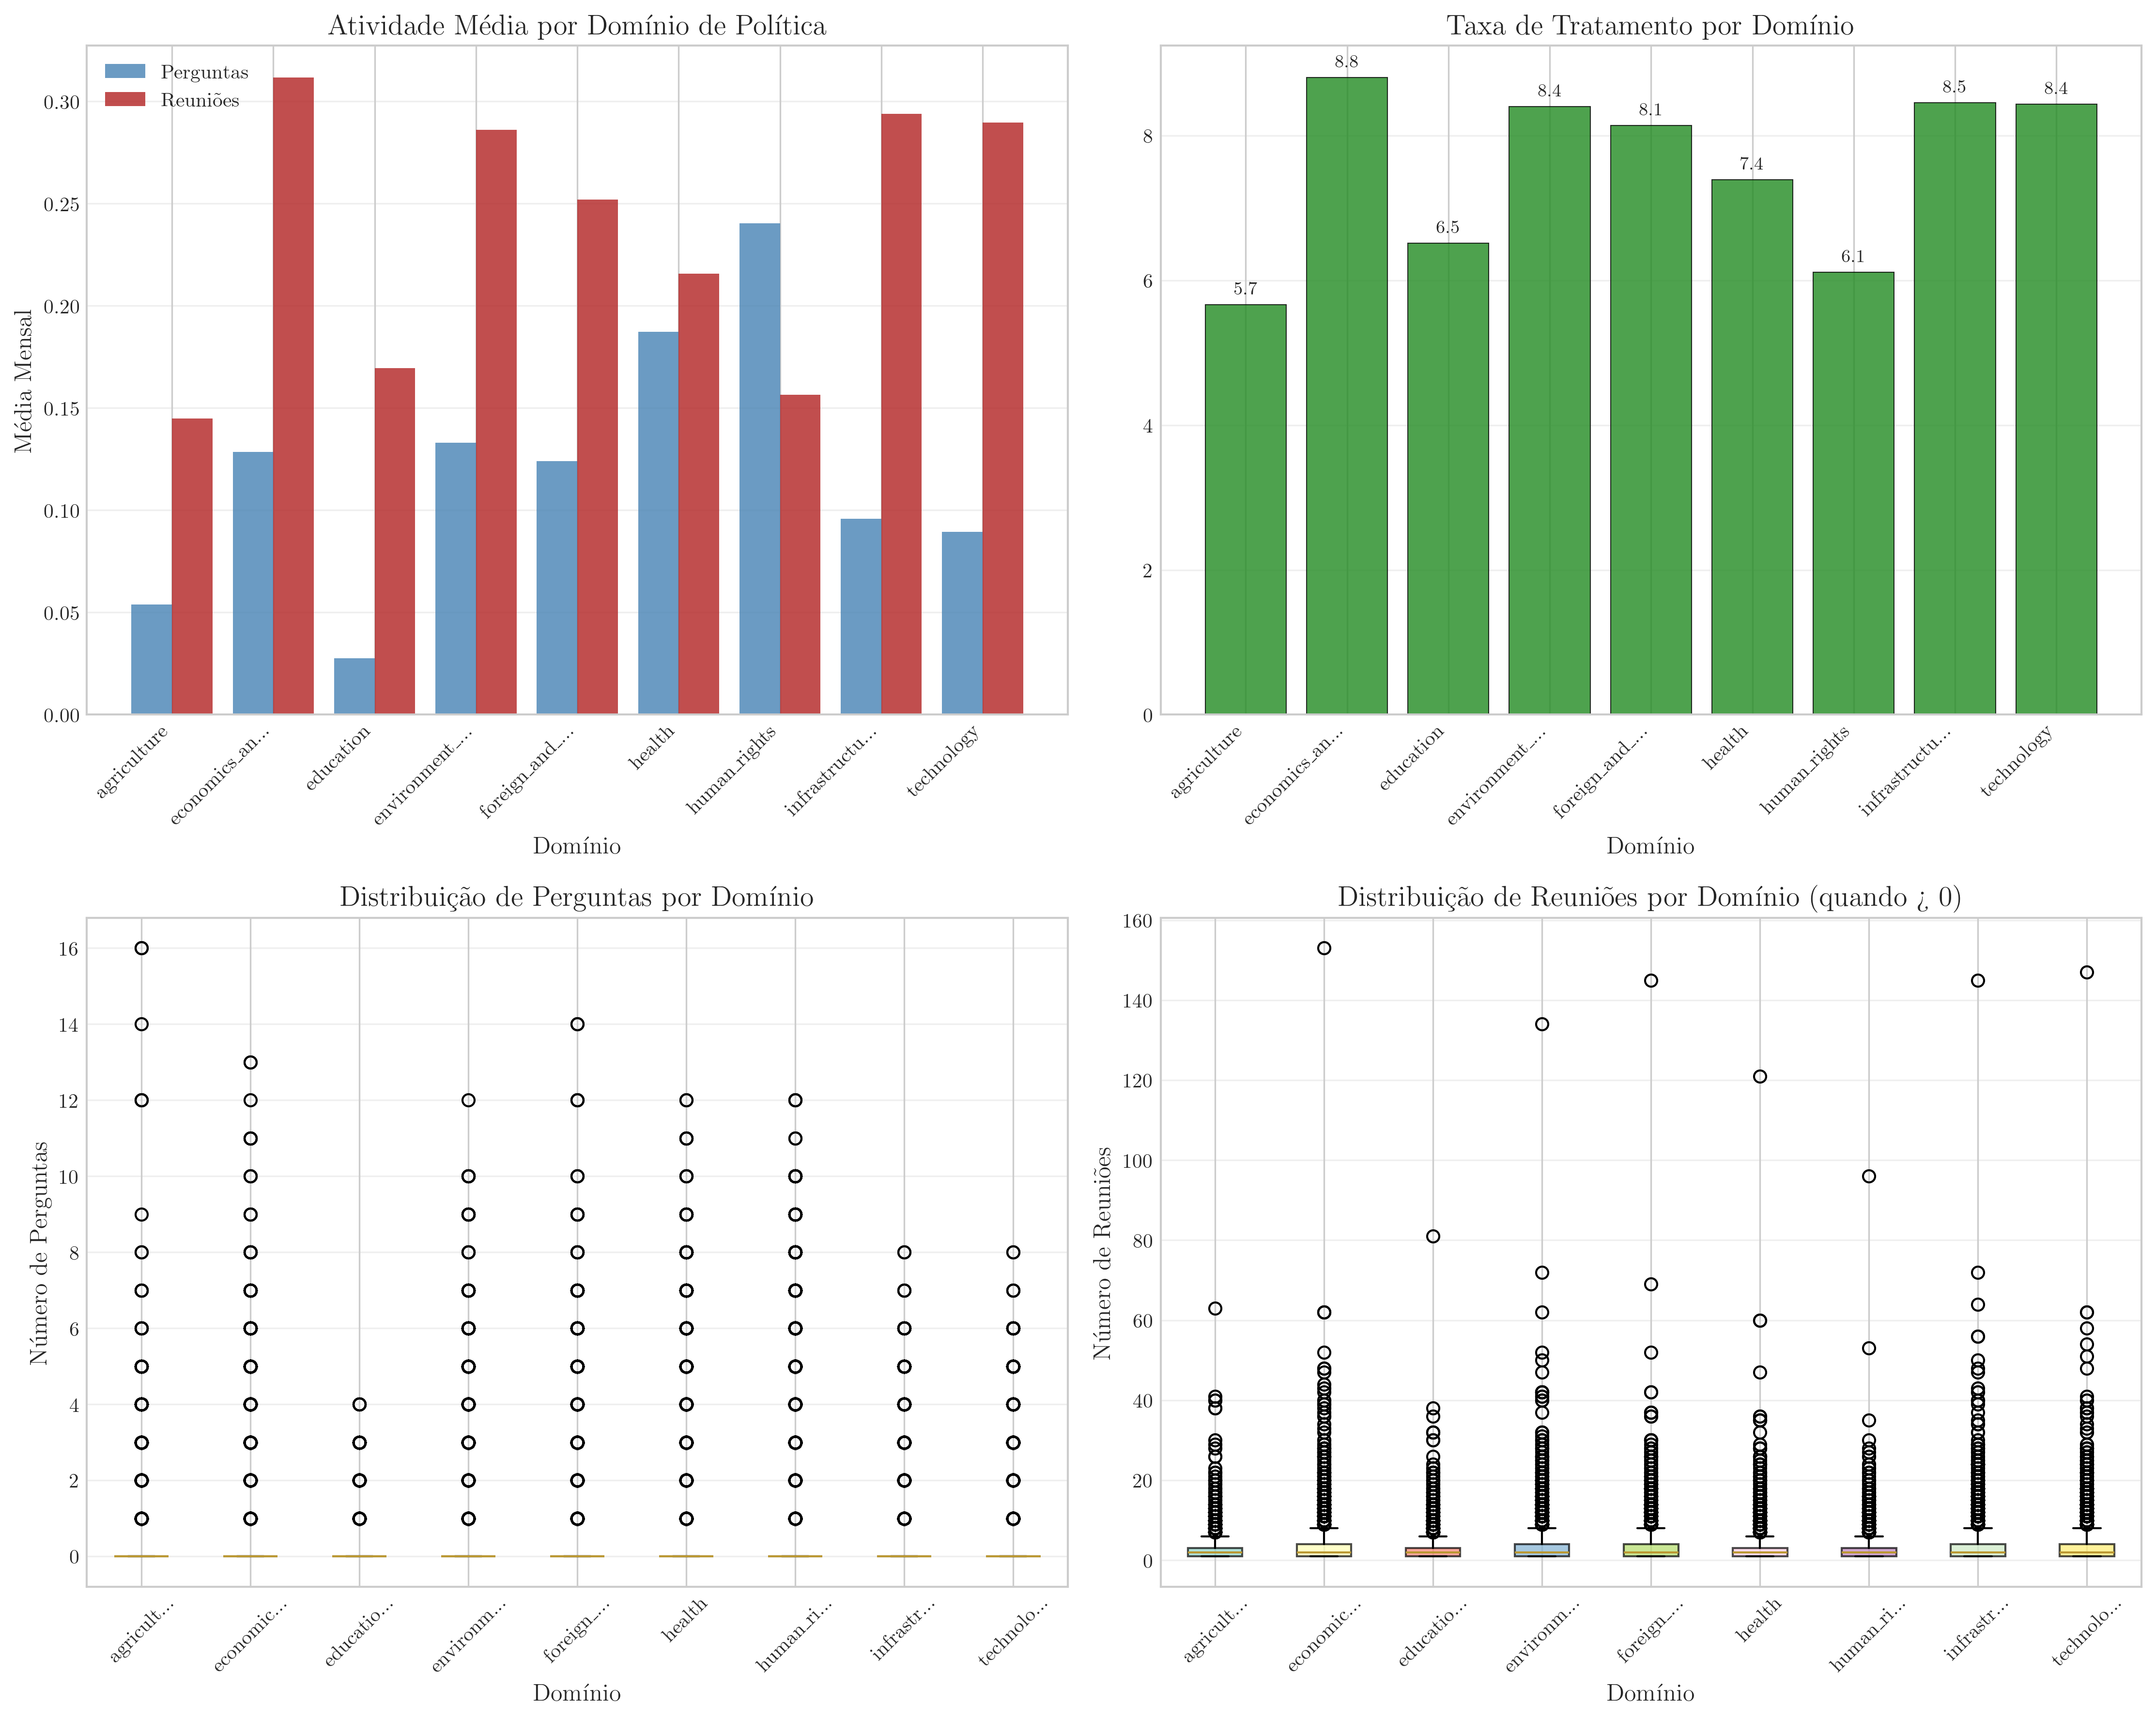 Atividade Média por Domínio de Política
Perguntas
Reuniões
Média Mensal
0.30
0.25
0.20
0.15
0.10
0.05
0.00
agriculture
economics_an...
education
environment_...
foreign_and_...
health
human_rights
infrastructu...
technology
Domínio
Taxa de Tratamento por Domínio
8
6
4
2
0
5.7
8.8
6.5
8.4
8.1
7.4
6.1
8.5
8.4
agriculture
economics_an...
education
environment_...
foreign_and_...
health
human_rights
infrastructu...
technology
Domínio
Distribuição de Perguntas por Domínio
Número de Perguntas
16
14
12
10
8
6
4
2
0
agricult...
economic...
educatio...
environm...
foreign_...
health
human_ri...
infrastr...
technolo...
Domínio
Distribuição de Reuniões por Domínio (quando ¿ 0)
Número de Reuniões
160
140
120
100
80
60
40
20
0
agricult...
economic...
educatio...
environm...
foreign_...
health
human_ri...
infrastr...
technolo...
Domínio